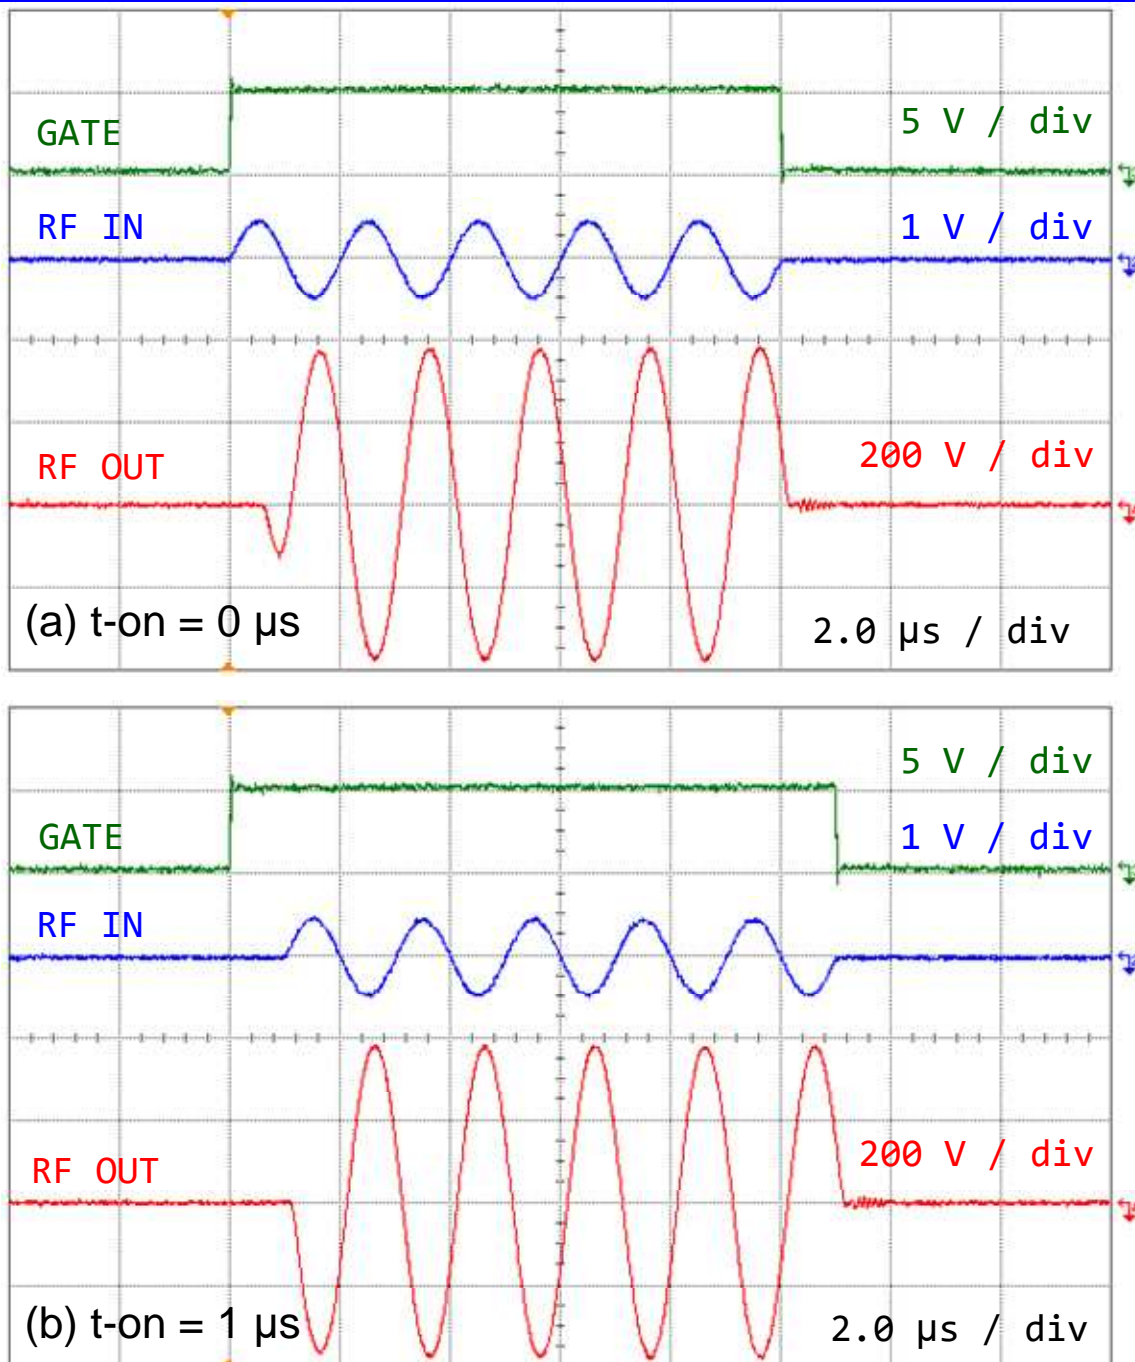 GATE
5 V / div
RF IN
1 V / div
RF OUT
200 V / div
(a) t-on = 0 µs
2.0 µs / div
5 V / div
GATE
1 V / div
RF IN
RF OUT
200 V / div
(b) t-on = 1 µs
2.0 µs / div